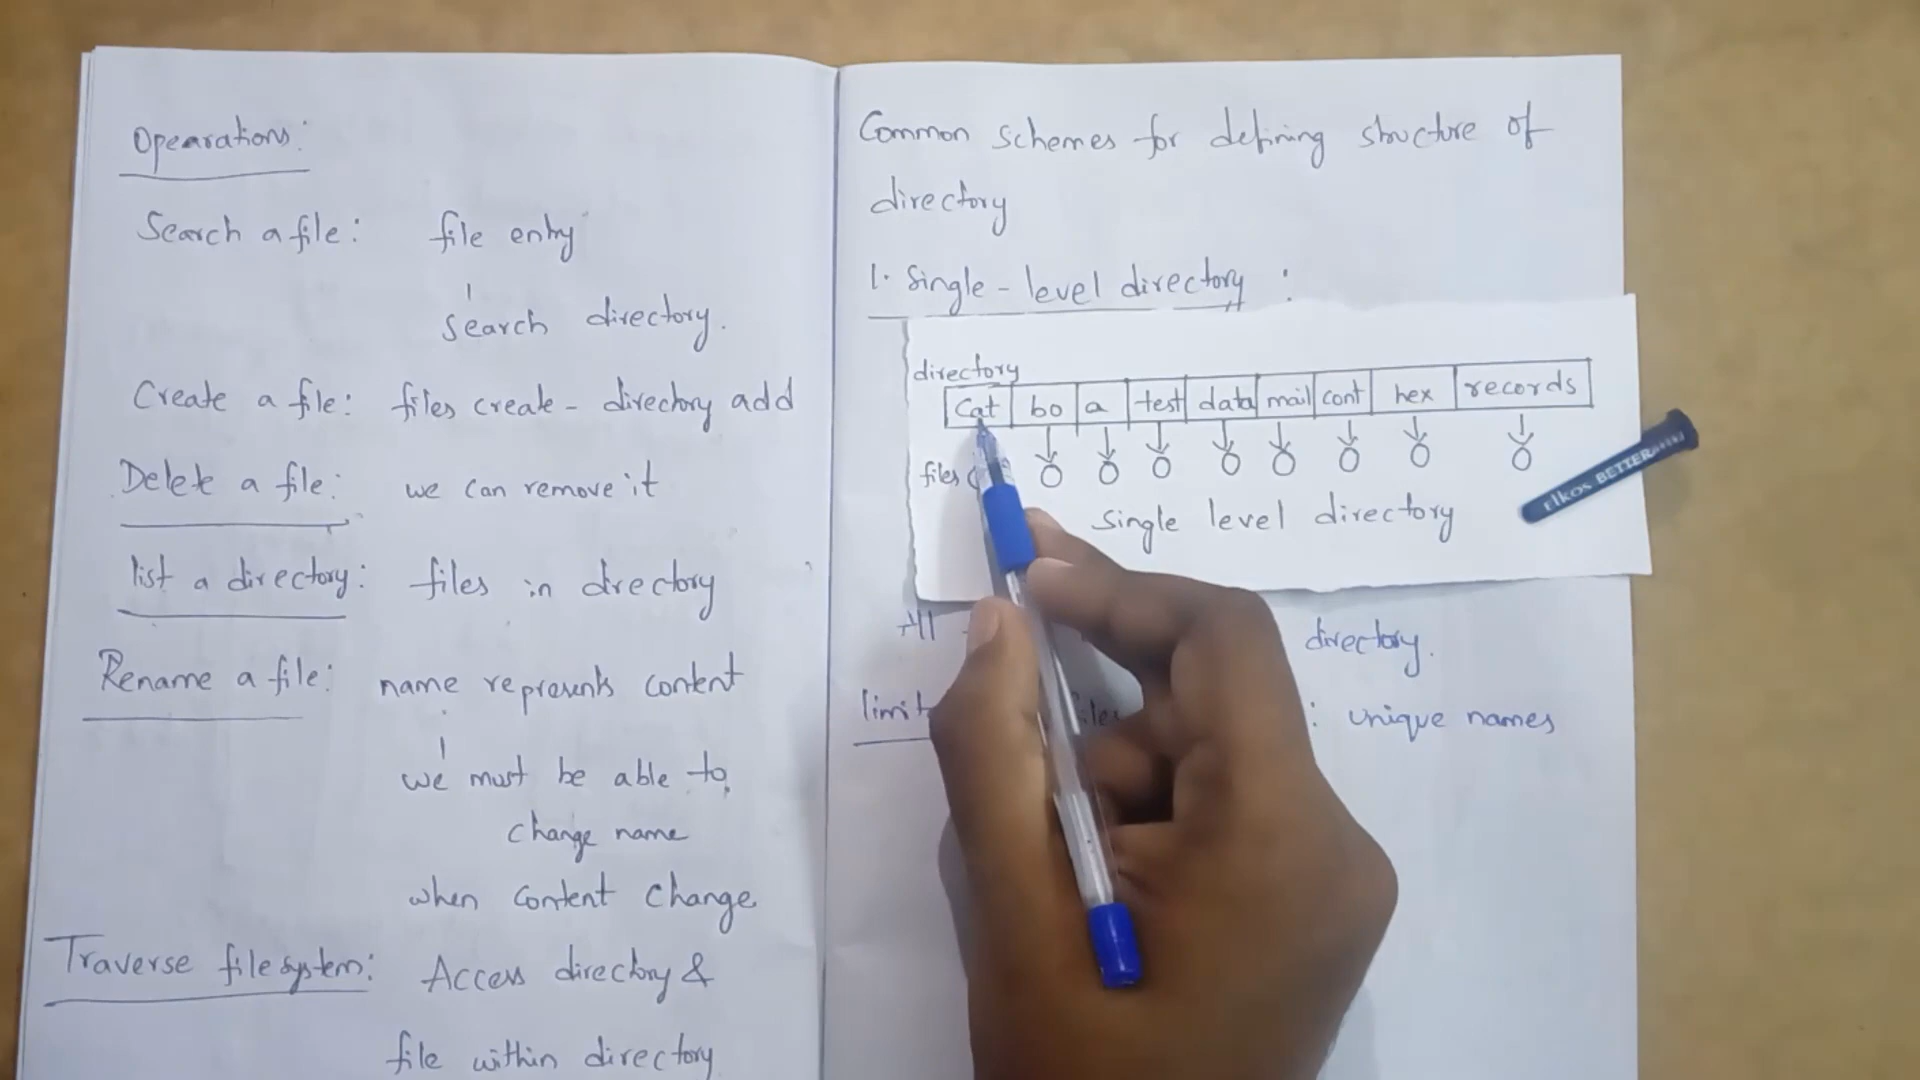 Opearations:
Search a file: file entry
Search directory.
Create a file: files create - directory add
Delete a file: we can remove it
list a directory: files in directory
Rename a file: name represents content
we must be able to
change name
when content change
Traverse filesystem: Access directory &
file within directory
Common schemes for defining structure of
directory
1. Single-level directory :
directory
Cat bo a test data mail cont hex records
files
Single level directory
elkos BETTER
All directory.
: unique names